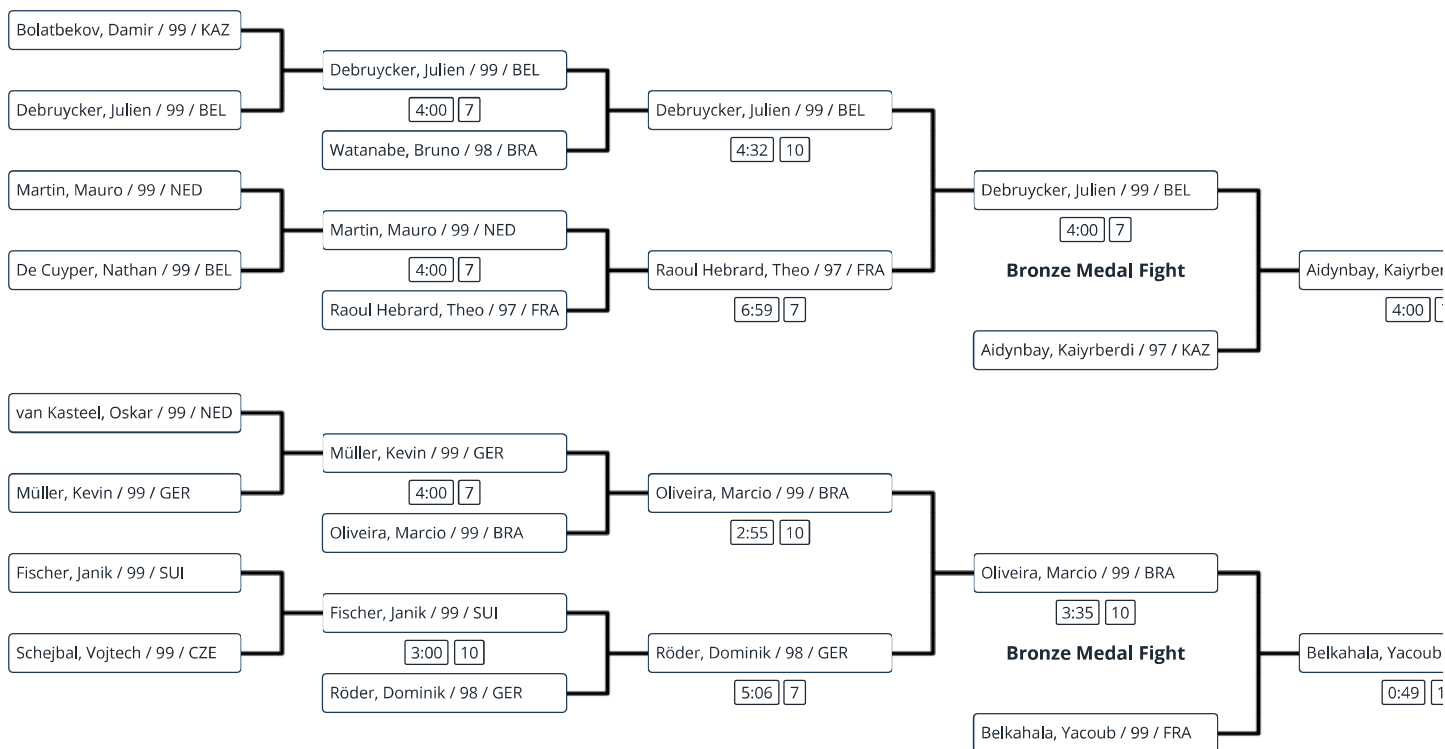 Bolatbekov, Damir / 99 / KAZ
Debruycker, Julien / 99 / BEL
Debruycker, Julien / 99 / BEL
4:00 7
Watanabe, Bruno / 98 / BRA
Debruycker, Julien / 99 / BEL
4:32 10
Martin, Mauro / 99 / NED
Martin, Mauro / 99 / NED
De Cuyper, Nathan / 99 / BEL
4:00 7
Raoul Hebrard, Theo / 97 / FRA
Raoul Hebrard, Theo / 97 / FRA
6:59 7
Debruycker, Julien / 99 / BEL
4:00 7
Bronze Medal Fight
Aidynbay, Kaiyrberdi / 97 / KAZ
Aidynbay, 
4:00
van Kasteel, Oskar / 99 / NED
Müller, Kevin / 99 / GER
Müller, Kevin / 99 / GER
4:00 7
Oliveira, Marcio / 99 / BRA
Oliveira, Marcio / 99 / BRA
2:55 10
Fischer, Janik / 99 / SUI
Fischer, Janik / 99 / SUI
Schejbal, Vojtech / 99 / CZE
3:00 10
Röder, Dominik / 98 / GER
Röder, Dominik / 98 / GER
5:06 7
Oliveira, Marcio / 99 / BRA
3:35 10
Bronze Medal Fight
Belkahala, Yacoub / 99 / FRA
Belkahala, Yacoub
0:49